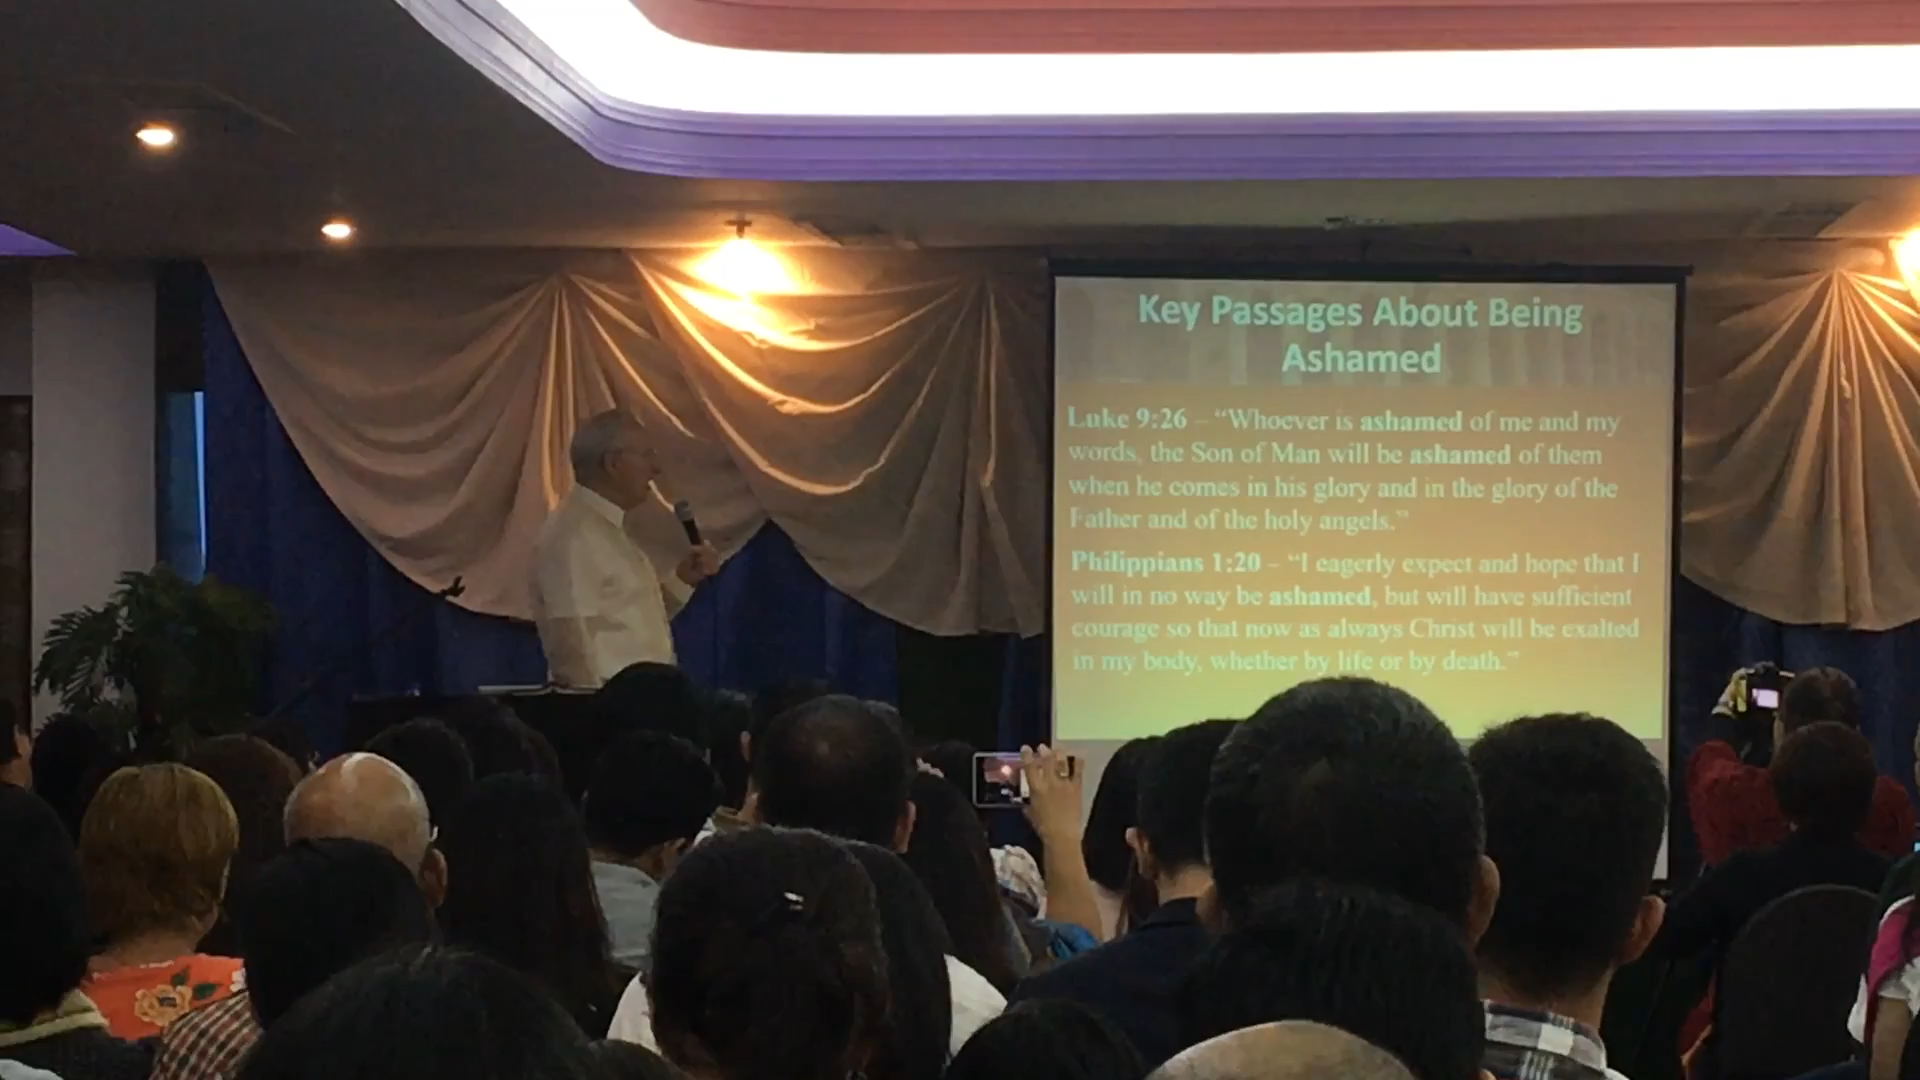 Key Passages About Being
Ashamed
Luke 9:26 – “Whoever is ashamed of me and my
words, the Son of Man will be ashamed of them
when he comes in his glory and in the glory of the
Father and of the holy angels.”
Philippians 1:20 – “I eagerly expect and hope that I
will in no way be ashamed, but will have sufficient
courage so that now as always Christ will be exalted
in my body, whether by life or by death.”